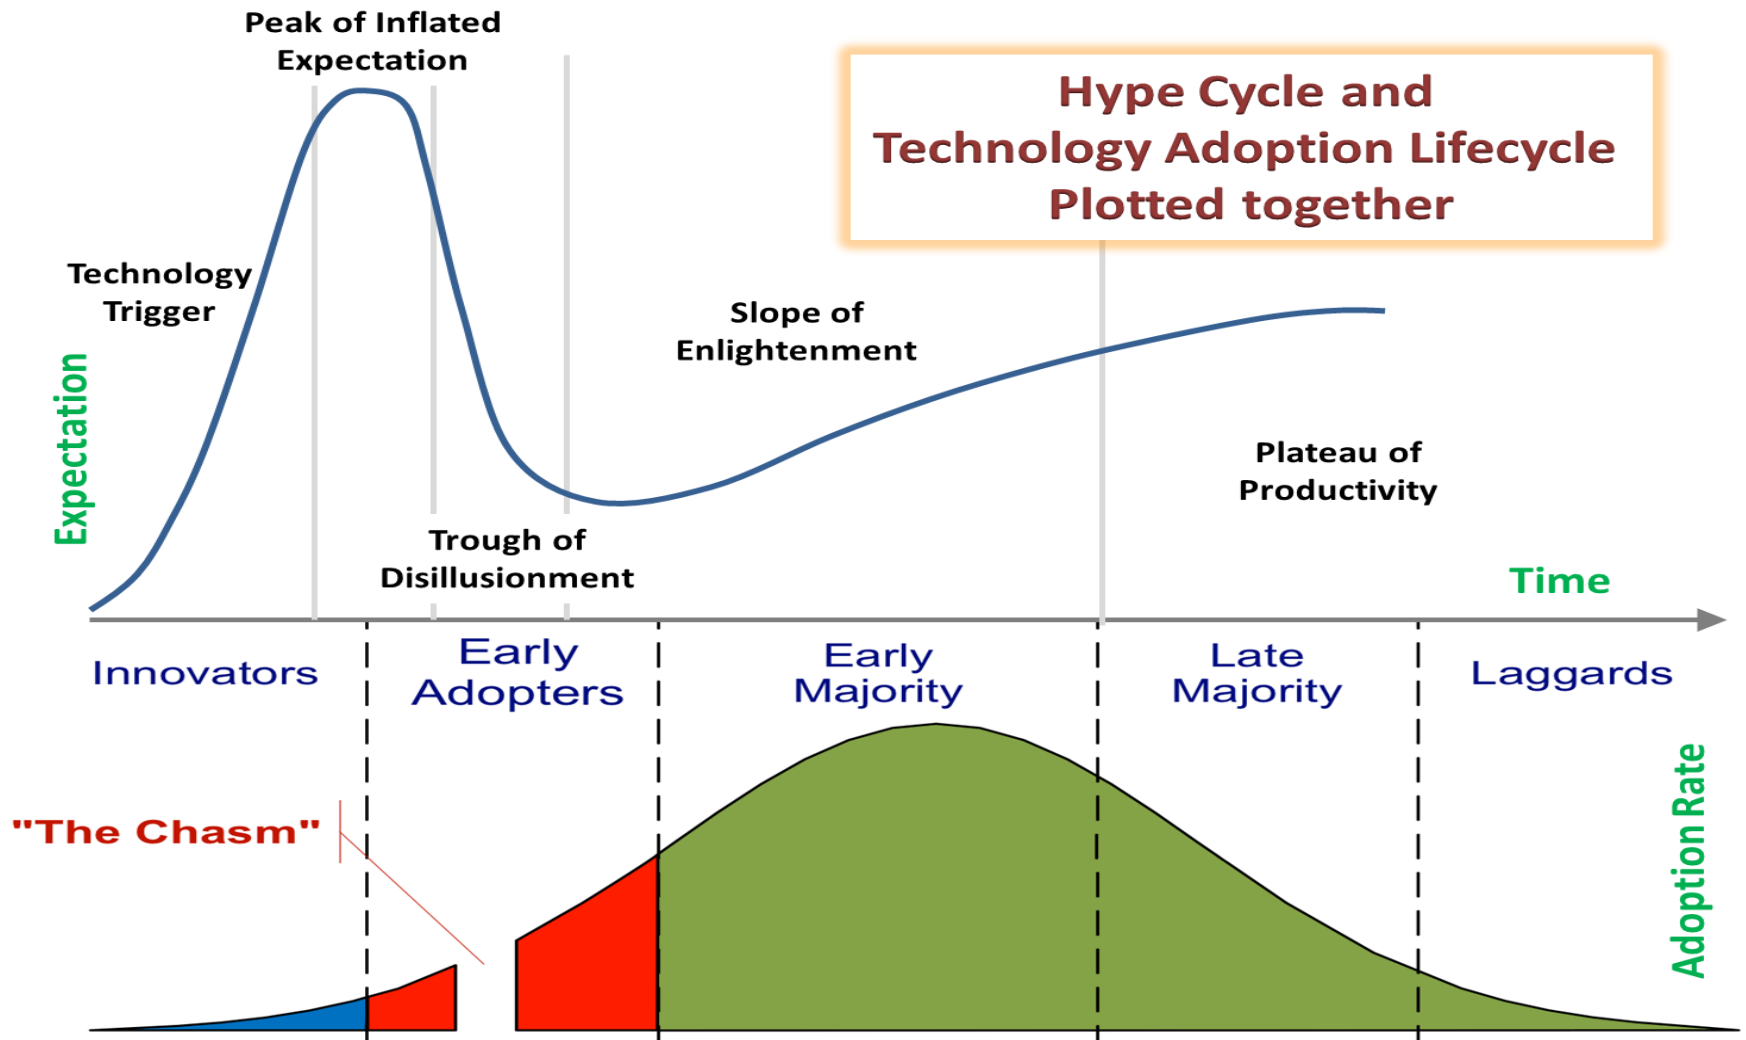 Peak of Inflated
Expectation
Hype Cycle and
Technology Adoption Lifecycle
Plotted together
Technology
Trigger
Slope of
Enlightenment
Expectation
Plateau of
Productivity
Trough of
Disillusionment
Time
Innovators
Early
Adopters
Early
Majority
Late
Majority
Laggards
"The Chasm"
Adoption Rate